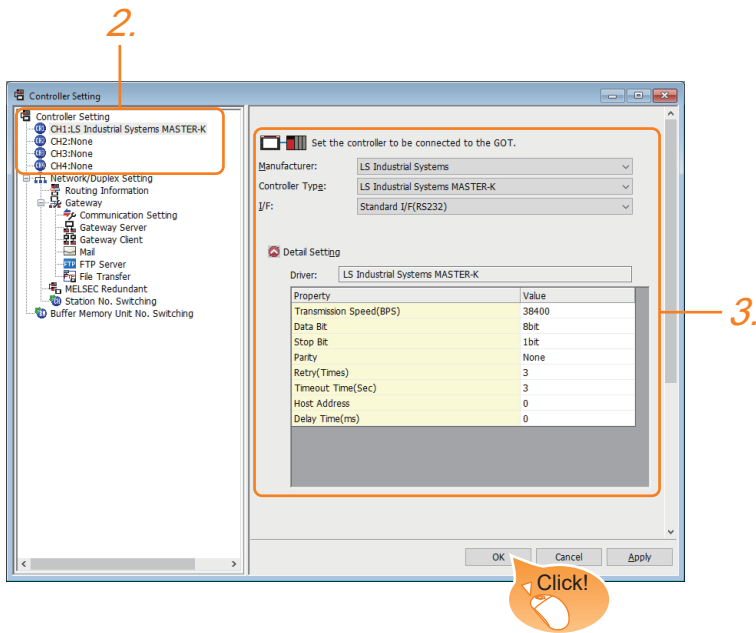 2.
Controller Setting
Controller Setting
CH1:LS Industrial Systems MASTER-K
CH2:None
CH3:None
CH4:None
Network/Duplex Setting
Routing Information
Gateway
Communication Setting
Gateway Server
Gateway Client
Mail
FTP Server
File Transfer
MELSEC Redundant
Station No. Switching
Buffer Memory Unit No. Switching
Set the controller to be connected to the GOT.
Manufacturer: LS Industrial Systems
Controller Type: LS Industrial Systems MASTER-K
I/F: Standard I/F(RS232)
Detail Setting
Driver: LS Industrial Systems MASTER-K
Property Value
Transmission Speed(BPS) 38400
Data Bit 8bit
Stop Bit 1bit
Parity None
Retry(Times) 3
Timeout Time(Sec) 3
Host Address 0
Delay Time(ms) 0
3.
OK Cancel Apply
Click!